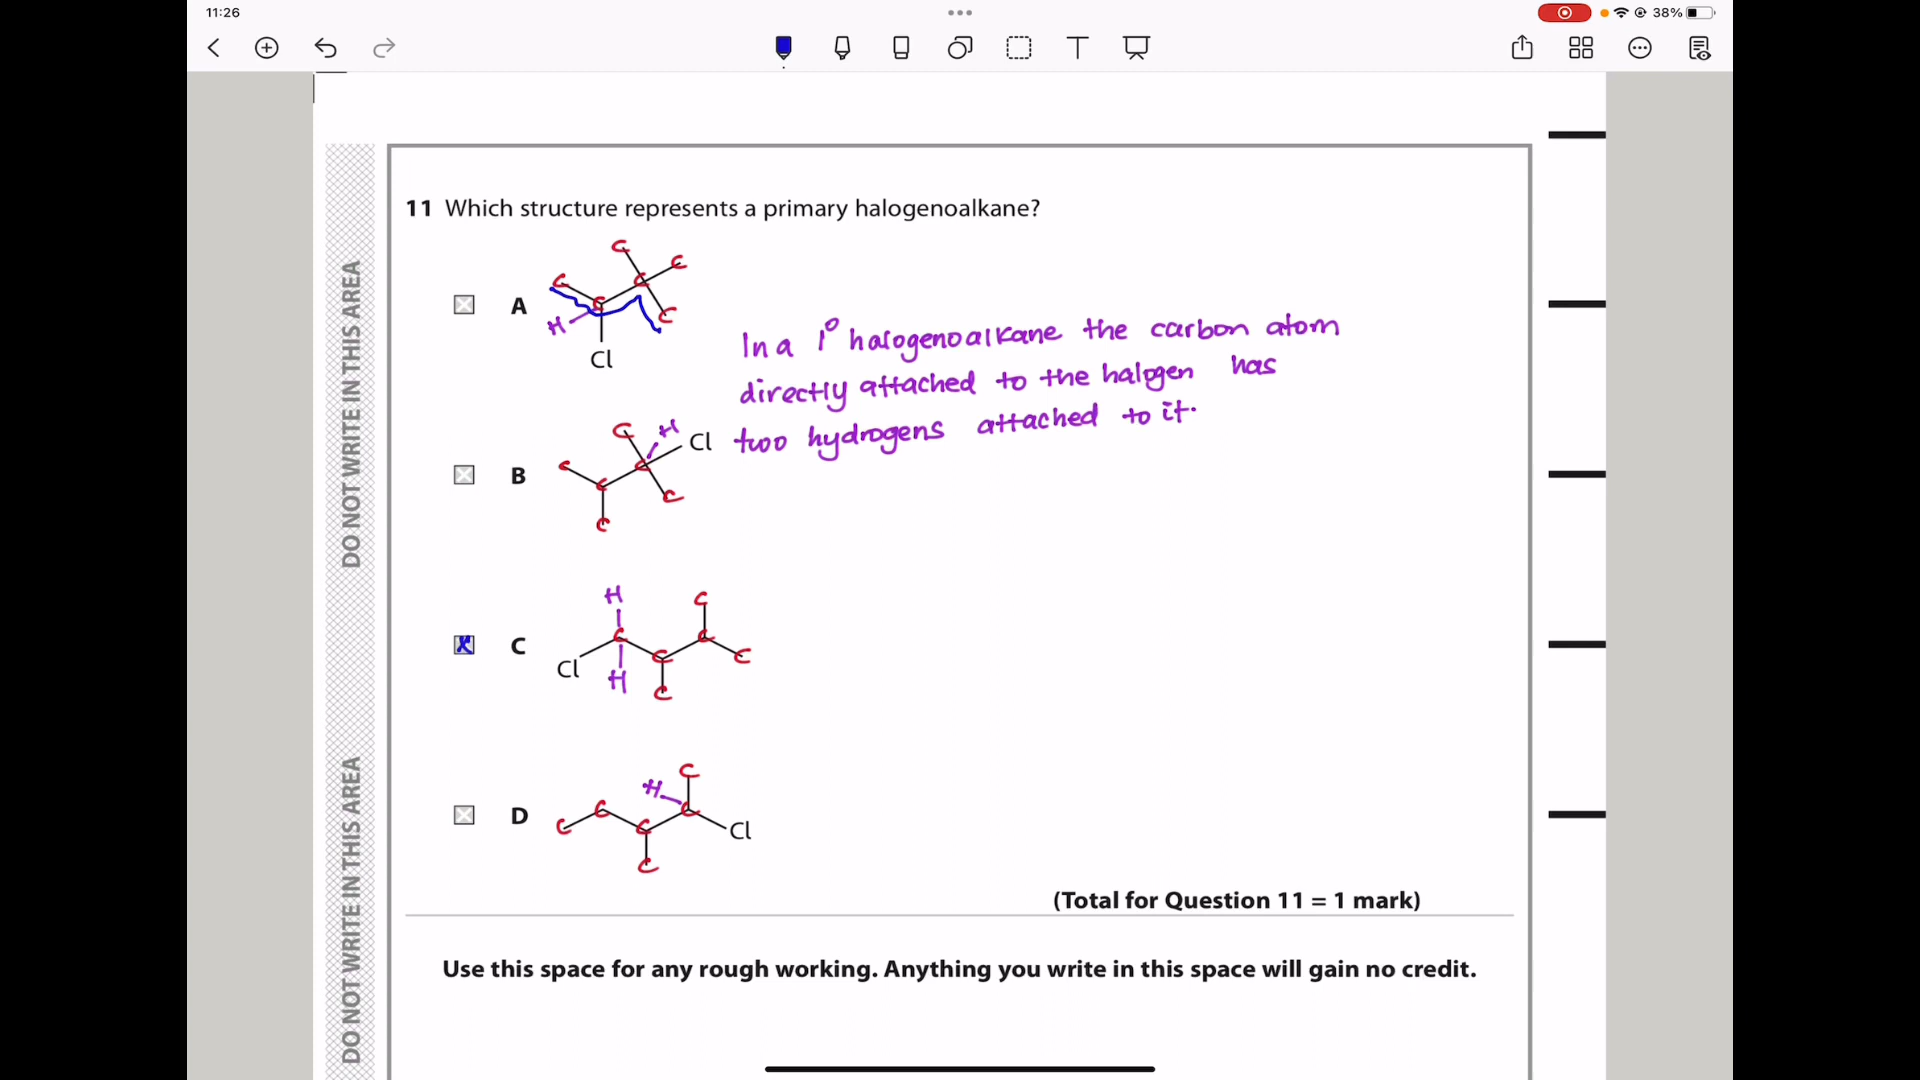 11:26
38%
11 Which structure represents a primary halogenoalkane?
A
C
C
C
C
C
C
H
Cl
In a 1° halogenoalkane the carbon atom
directly attached to the halogen has
two hydrogens attached to it.
B
C
H
Cl
C
C
C
C
C
X
C
H
C
C
C
C
C
Cl
H
C
D
C
H
C
C
C
C
Cl
C
(Total for Question 11 = 1 mark)
Use this space for any rough working. Anything you write in this space will gain no credit.
DO NOT WRITE IN THIS AREA
DO NOT WRITE IN THIS AREA